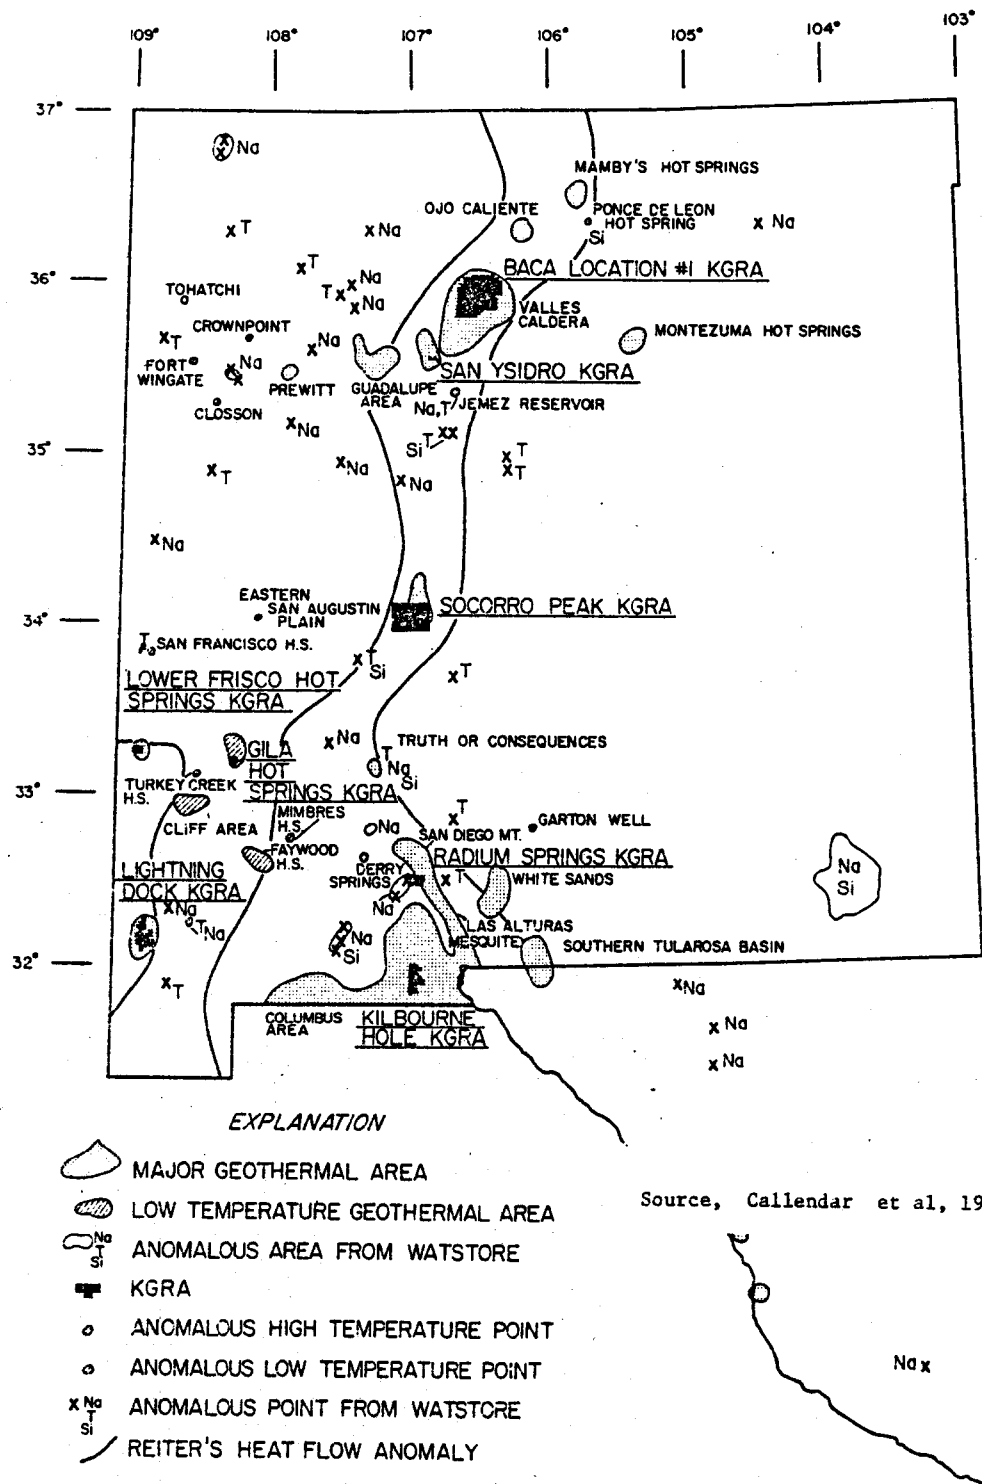 109° 108° 107° 106° 105° 104° 103°
37°
Na
MAMBY'S HOT SPRINGS
OJO CALIENTE
PONCE DE LEON
HOT SPRING
Si
x T
x Na
x Na
36°
x T
BACA LOCATION #1 KGRA
x Na
T x
x Na
TOHATCHI
VALLES
CALDERA
MONTEZUMA HOT SPRINGS
x T
CROWNPOINT
x Na
FORT
WINGATE
x Na
PREWITT
GUADALUPE
AREA
SAN YSIDRO KGRA
CLOSSON
Na,T
JEMEZ RESERVOIR
x Na
T xx
Si
35°
x T
x T
x T
x Na
x Na
x Na
SOCORRO PEAK KGRA
EASTERN
SAN AUGUSTIN
PLAIN
34°
T
SAN FRANCISCO H.S.
x T
Si
x T
LOWER FRISCO HOT
SPRINGS KGRA
x Na
TRUTH OR CONSEQUENCES
T
Na
Si
GILA
HOT
SPRINGS KGRA
33°
TURKEY CREEK
H.S.
CLIFF AREA
MIMBRES
H.S.
FAYWOOD
H.S.
Na
x T
GARTON WELL
SAN DIEGO MT.
RADIUM SPRINGS KGRA
DERRY
SPRINGS
x T
WHITE SANDS
Na
Si
LIGHTNING
DOCK KGRA
x Na
T
Na
Na
LAS ALTURAS
MESQUITE
SOUTHERN TULAROSA BASIN
Na
Si
32°
x T
x Na
COLUMBUS
AREA
KILBOURNE
HOLE KGRA
x Na
x Na
EXPLANATION
MAJOR GEOTHERMAL AREA
LOW TEMPERATURE GEOTHERMAL AREA
Na
T
Si
ANOMALOUS AREA FROM WATSTORE
KGRA
ANOMALOUS HIGH TEMPERATURE POINT
ANOMALOUS LOW TEMPERATURE POINT
x Na
T
Si
ANOMALOUS POINT FROM WATSTORE
REITER'S HEAT FLOW ANOMALY
Source, Callendar et al, 19
Na x